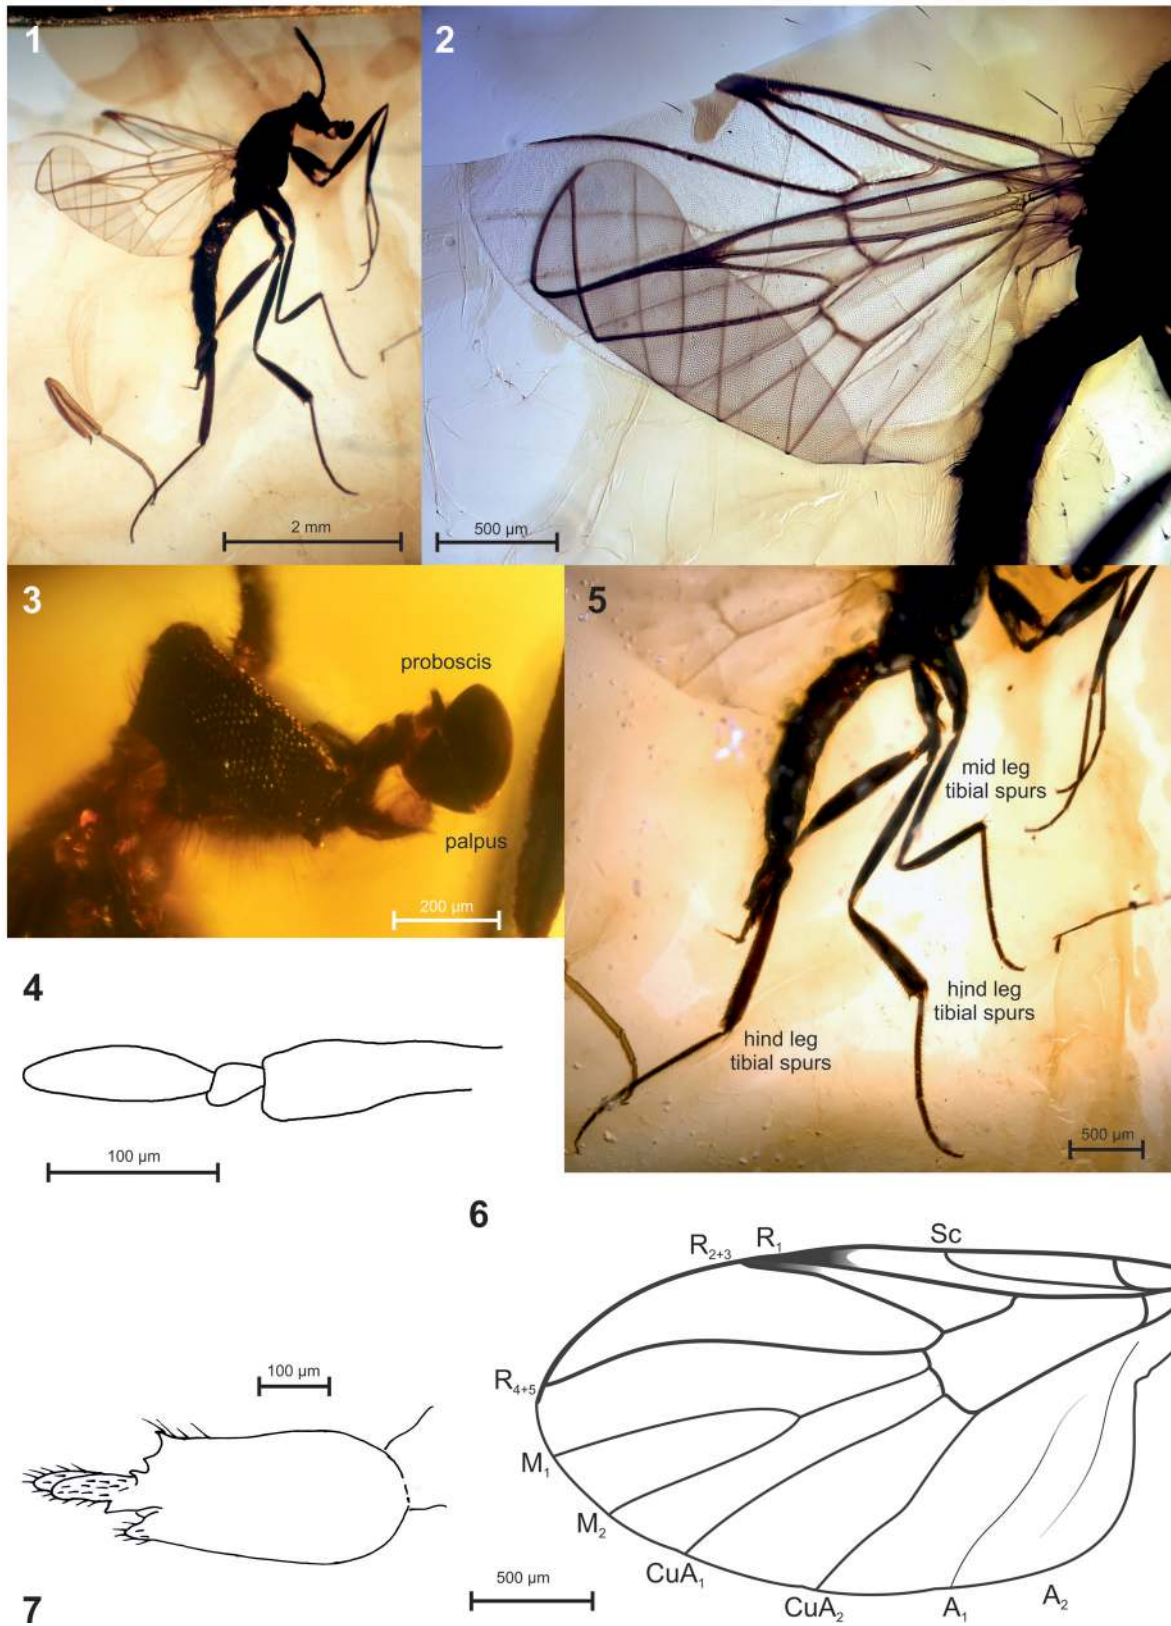 1
2
2 mm
500 µm
3
proboscis
palpus
200 µm
5
mid leg
tibial spurs
hind leg
tibial spurs
hind leg
tibial spurs
500 µm
4
100 µm
6
R2+3
R1
Sc
R4+5
M1
M2
CuA1
CuA2
A1
A2
500 µm
100 µm
7